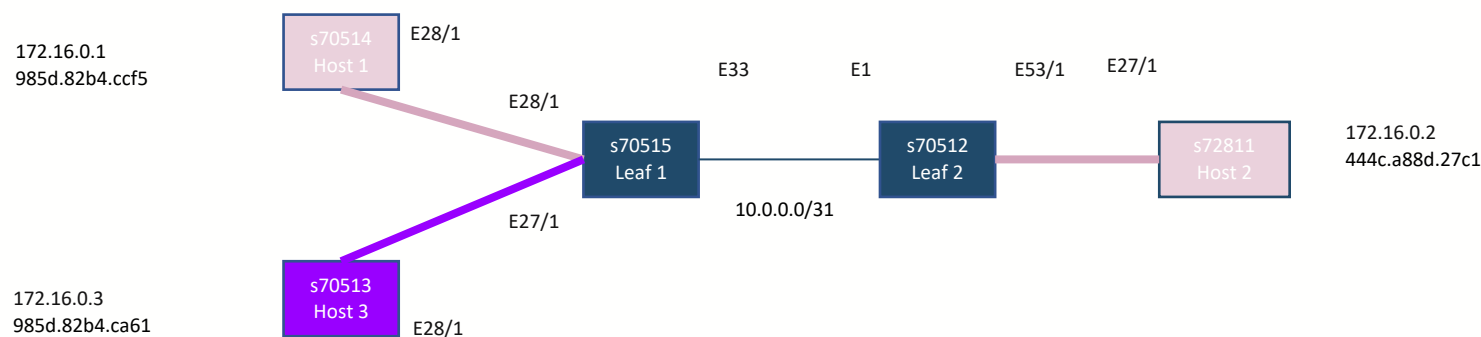 172.16.0.1
985d.82b4.ccf5
s70514
Host 1
E28/1
E28/1
E33
E1
E53/1
E27/1
s70515
Leaf 1
s70512
Leaf 2
s72811
Host 2
172.16.0.2
444c.a88d.27c1
10.0.0.0/31
E27/1
172.16.0.3
985d.82b4.ca61
s70513
Host 3
E28/1